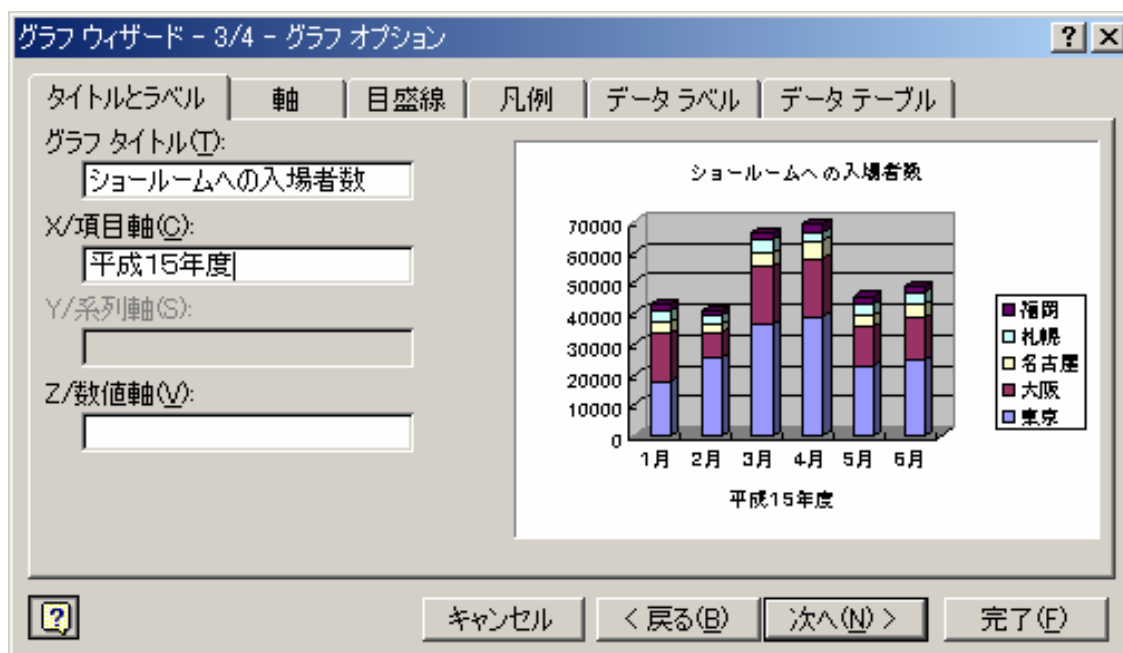 グラフ ウィザード - 3/4 - グラフ オプション
タイトルとラベル 軸 目盛線 凡例 データ ラベル データ テーブル
グラフ タイトル(T):
ショールームへの入場者数
X/項目軸(C):
平成15年度
Y/系列軸(S):
Z/数値軸(V):
ショールームへの入場者数
70000
60000
50000
40000
30000
20000
10000
0
1月 2月 3月 4月 5月 6月
平成15年度
福岡
札幌
名古屋
大阪
東京
キャンセル < 戻る(B) 次へ(N) > 完了(F)